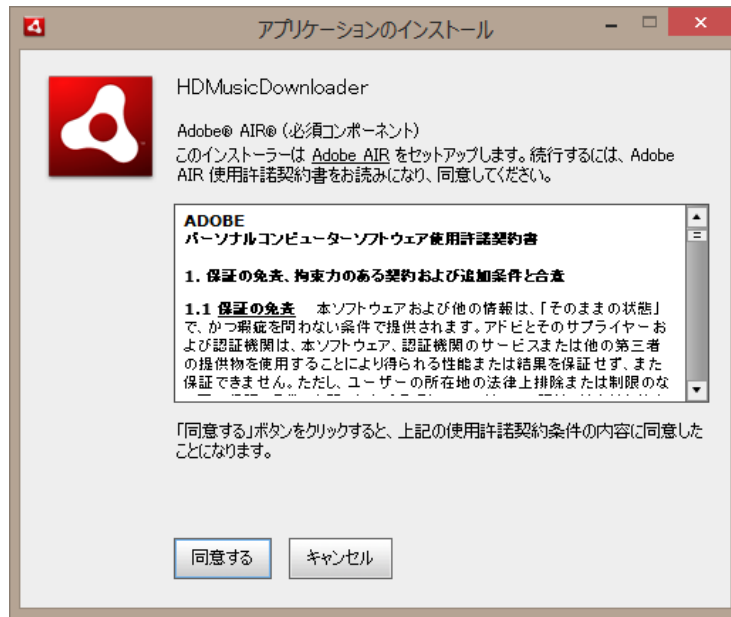 アプリケーションのインストール
HDMusicDownloader
Adobe® AIR® (必須コンポーネント)
このインストーラーは Adobe AIR をセットアップします。続行するには、Adobe
AIR 使用許諾契約書をお読みになり、同意してください。
ADOBE
パーソナルコンピューターソフトウェア使用許諾契約書
1. 保証の免責、拘束力のある契約および追加条件と合意
1.1 保証の免責 本ソフトウェアおよび他の情報は、「そのままの状態」
で、かつ瑕疵を問わない条件で提供されます。アドビとそのサプライヤーお
よび認証機関は、本ソフトウェア、認証機関のサービスまたは他の第三者
の提供物を使用することにより得られる性能または結果を保証せず、また
保証できません。ただし、ユーザーの所在地の法律上排除または制限のな
「同意する」ボタンをクリックすると、上記の使用許諾契約条件の内容に同意した
ことになります。
同意する
キャンセル